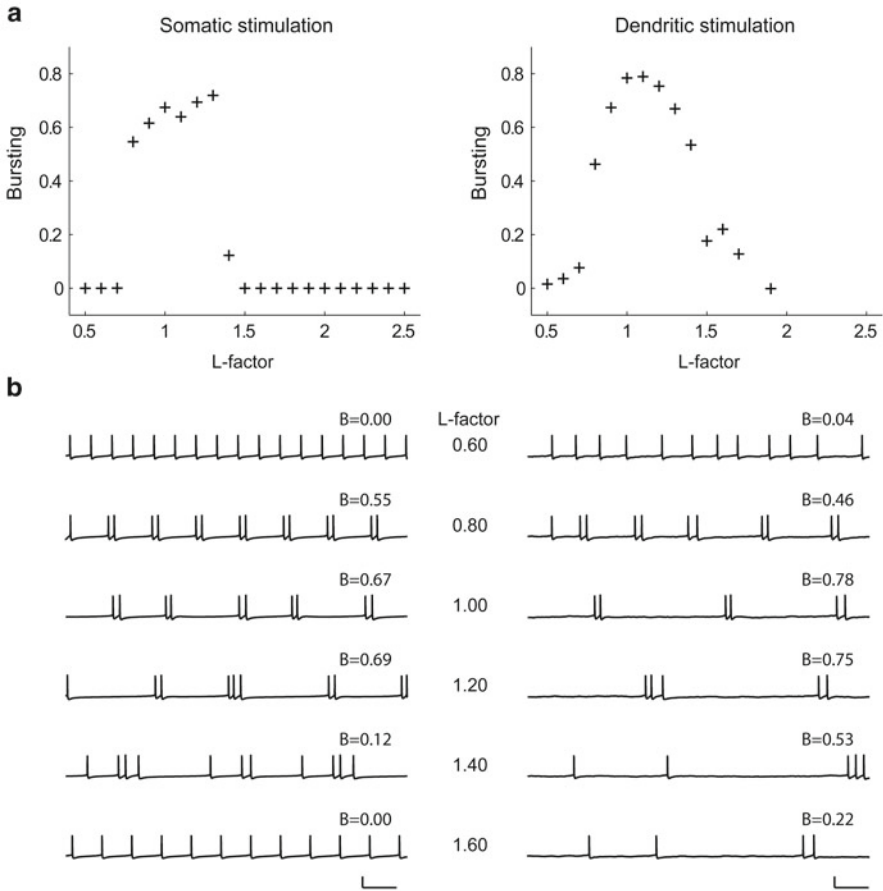 a
Somatic stimulation
Dendritic stimulation
Bursting
0.8
0.6
0.4
0.2
0
0.5
1
1.5
2
2.5
L-factor
Bursting
0.8
0.6
0.4
0.2
0
0.5
1
1.5
2
2.5
L-factor
b
L-factor
B=0.00
0.60
B=0.04
B=0.55
0.80
B=0.46
B=0.67
1.00
B=0.78
B=0.69
1.20
B=0.75
B=0.12
1.40
B=0.53
B=0.00
1.60
B=0.22